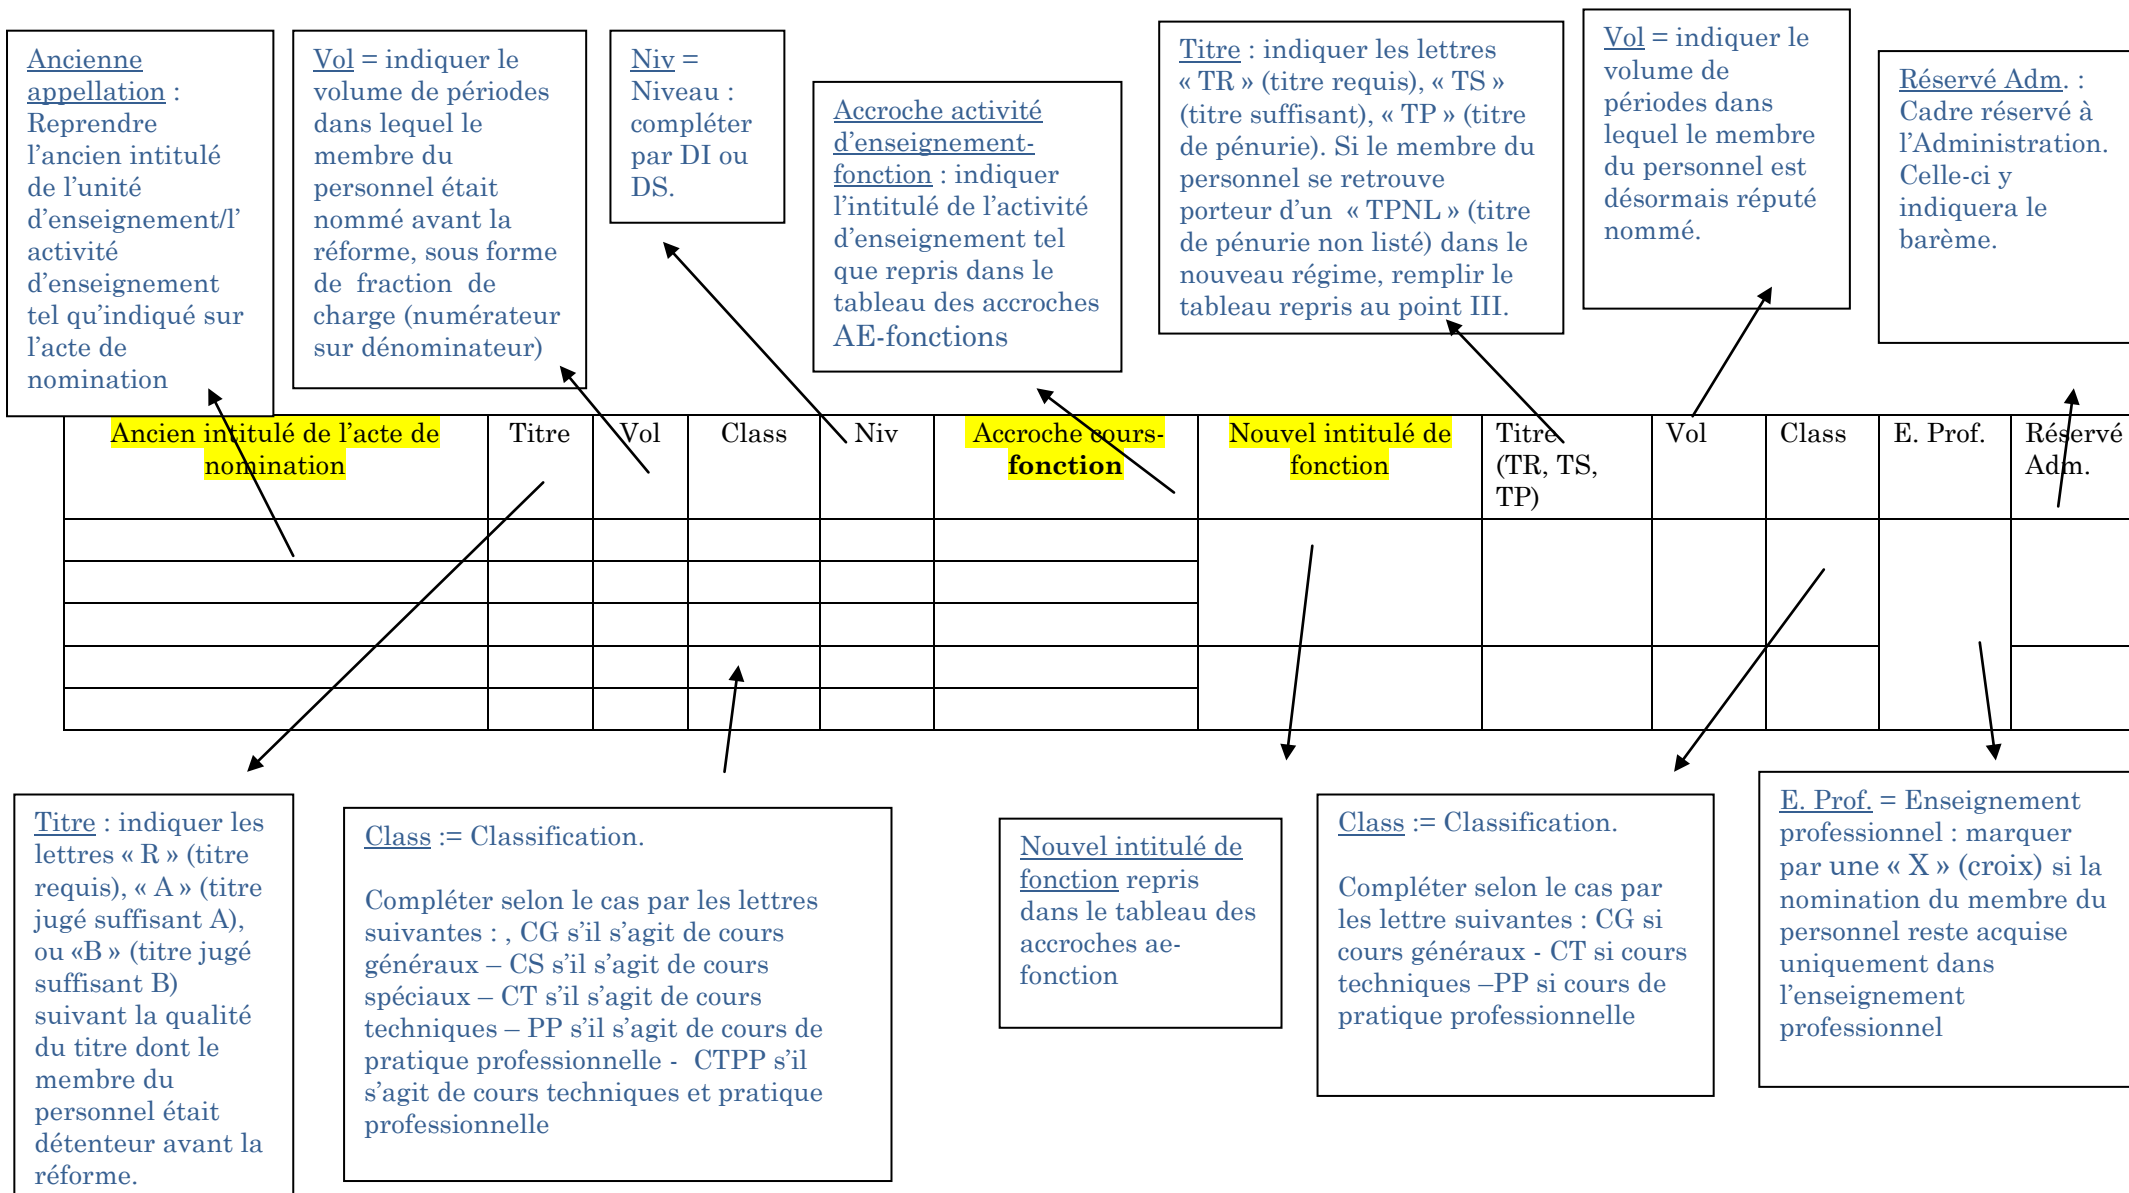 Ancienne
appellation :
Reprendre
l’ancien intitulé
de l’unité
d’enseignement/l’
activité
d’enseignement
tel qu’indiqué sur
l’acte de
nomination
Vol = indiquer le
volume de périodes
dans lequel le
membre du
personnel était
nommé avant la
réforme, sous forme
de fraction de
charge (numérateur
sur dénominateur)
Niv =
Niveau :
compléter
par DI ou
DS.
Accroche activité
d’enseignement-
fonction : indiquer
l’intitulé de l’activité
d’enseignement tel
que repris dans le
tableau des accroches
AE-fonctions
Titre : indiquer les lettres
« TR » (titre requis), « TS »
(titre suffisant), « TP » (titre
de pénurie). Si le membre du
personnel se retrouve
porteur d’un « TPNL » (titre
de pénurie non listé) dans le
nouveau régime, remplir le
tableau repris au point III.
Vol = indiquer le
volume de
périodes dans
lequel le membre
du personnel est
désormais réputé
nommé.
Réservé Adm. :
Cadre réservé à
l’Administration.
Celle-ci y
indiquera le
barème.
Ancien intitulé de l’acte de
nomination
Titre
Vol
Class
Niv
Accroche cours-
fonction
Nouvel intitulé de
fonction
Titre
(TR, TS,
TP)
Vol
Class
E. Prof.
Réservé
Adm.
Titre : indiquer les
lettres « R » (titre
requis), « A » (titre
jugé suffisant A),
ou «B » (titre jugé
suffisant B)
suivant la qualité
du titre dont le
membre du
personnel était
détenteur avant la
réforme.
Class := Classification.
Compléter selon le cas par les lettres
suivantes : , CG s’il s’agit de cours
généraux – CS s’il s’agit de cours
spéciaux – CT s’il s’agit de cours
techniques – PP s’il s’agit de cours de
pratique professionnelle - CTPP s’il
s’agit de cours techniques et pratique
professionnelle
Nouvel intitulé de
fonction repris
dans le tableau des
accroches ae-
fonction
Class := Classification.
Compléter selon le cas par
les lettre suivantes : CG si
cours généraux - CT si cours
techniques –PP si cours de
pratique professionnelle
E. Prof. = Enseignement
professionnel : marquer
par une « X » (croix) si la
nomination du membre du
personnel reste acquise
uniquement dans
l’enseignement
professionnel